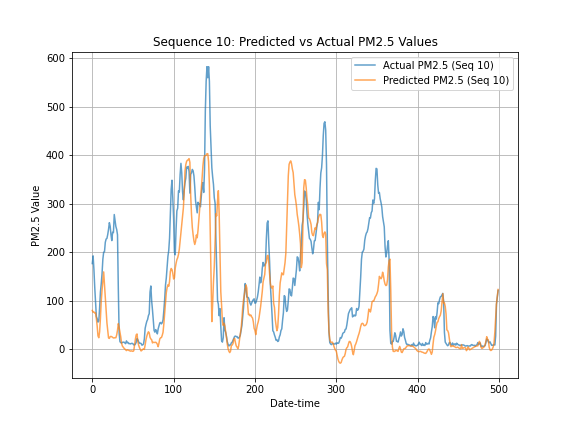 Sequence 10: Predicted vs Actual PM2.5 Values
Actual PM2.5 (Seq 10)
Predicted PM2.5 (Seq 10)
600
500
400
300
200
100
0
PM2.5 Value
0 100 200 300 400 500
Date-time